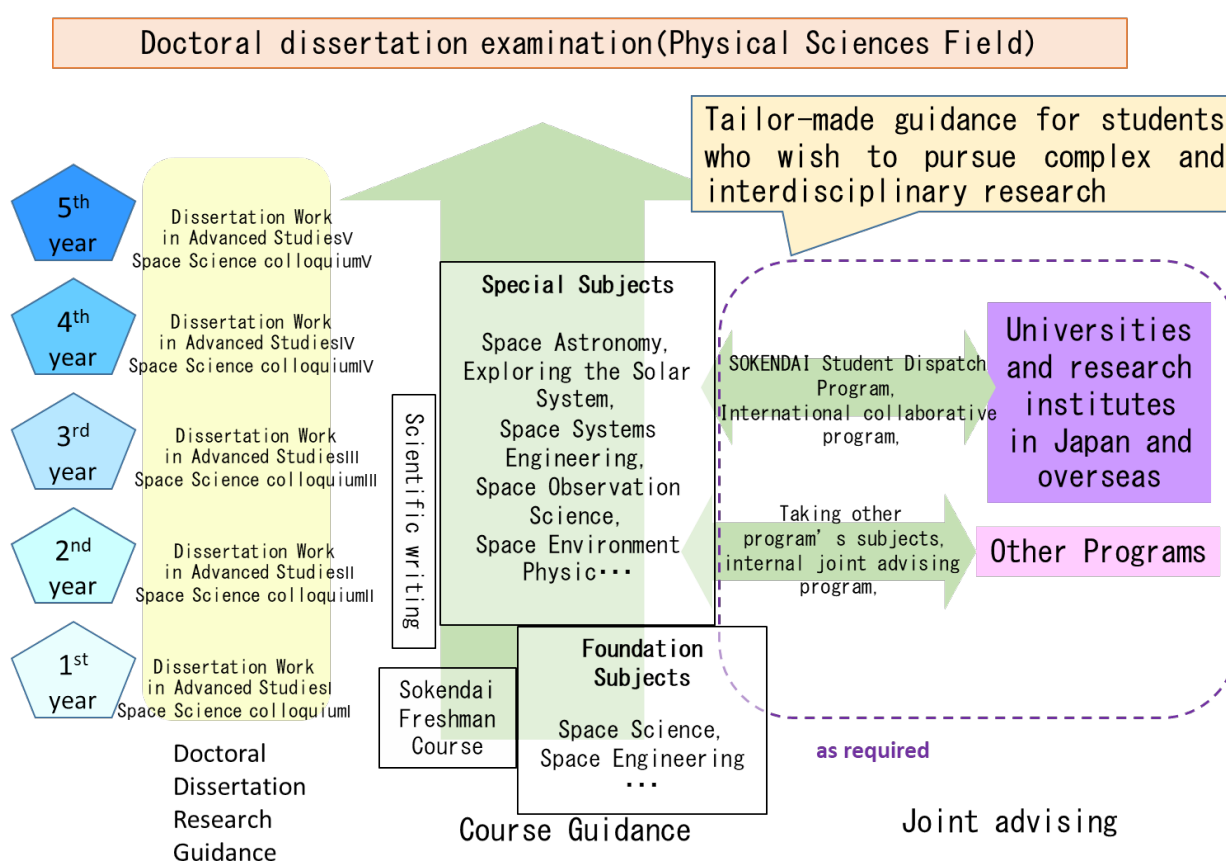 Doctoral dissertation examination(Physical Sciences Field)
Tailor-made guidance for students
who wish to pursue complex and
interdisciplinary research
5th
year
Dissertation Work
in Advanced StudiesⅤ
Space Science colloquiumⅤ
4th
year
Dissertation Work
in Advanced StudiesⅣ
Space Science colloquiumⅣ
3rd
year
Dissertation Work
in Advanced StudiesⅢ
Space Science colloquiumⅢ
2nd
year
Dissertation Work
in Advanced StudiesⅡ
Space Science colloquiumⅡ
1st
year
Dissertation Work
in Advanced StudiesⅠ
Space Science colloquiumⅠ
Doctoral
Dissertation
Research
Guidance
Scientific writing
Special Subjects
Space Astronomy,
Exploring the Solar
System,
Space Systems
Engineering,
Space Observation
Science,
Space Environment
Physic･･･
Sokendai
Freshman
Course
Foundation
Subjects
Space Science,
Space Engineering
･･･
Course Guidance
SOKENDAI Student Dispatch
Program,
International collaborative
program,
Universities
and research
institutes
in Japan and
overseas
Taking other
program’s subjects,
internal joint advising
program,
Other Programs
as required
Joint advising